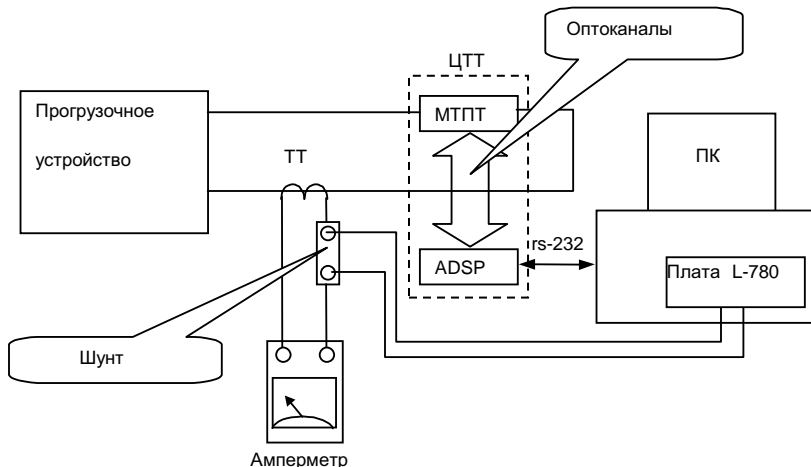 Оптоканалы
ЦТТ
Прогрузочное
устройство
МТПТ
ТТ
ПК
rs-232
ADSP
Плата L-780
Шунт
Амперметр